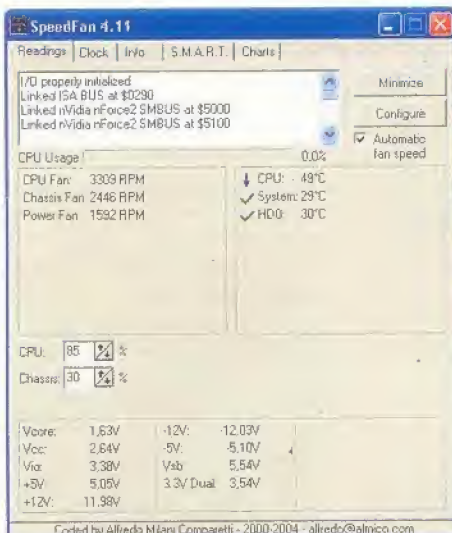 SpeedFan 4.11
Readings Clock Info S.M.A.R.T. Charts
I/O properly initialized
Linked ISA BUS at $0290
Linked nVidia nForce2 SMBUS at $5000
Linked nVidia nForce2 SMBUS at $5100
Minimize
Configure
Automatic fan speed
CPU Usage 0,0%
CPU Fan: 3309 RPM
Chassis Fan 2446 RPM
Power Fan 1592 RPM
CPU: 49°C
System: 29°C
HD0: 30°C
CPU: 85 %
Chassis: 30 %
Vcore: 1,63V
Vcc: 2,64V
Vio: 3,38V
+5V 5,05V
+12V: 11,98V
-12V: -12,03V
-5V: -5,10V
Vsb: 5,54V
3.3V Dual 3,54V
Coded by Alfredo Milani Comparetti - 2000-2004 - alfredo@almico.com